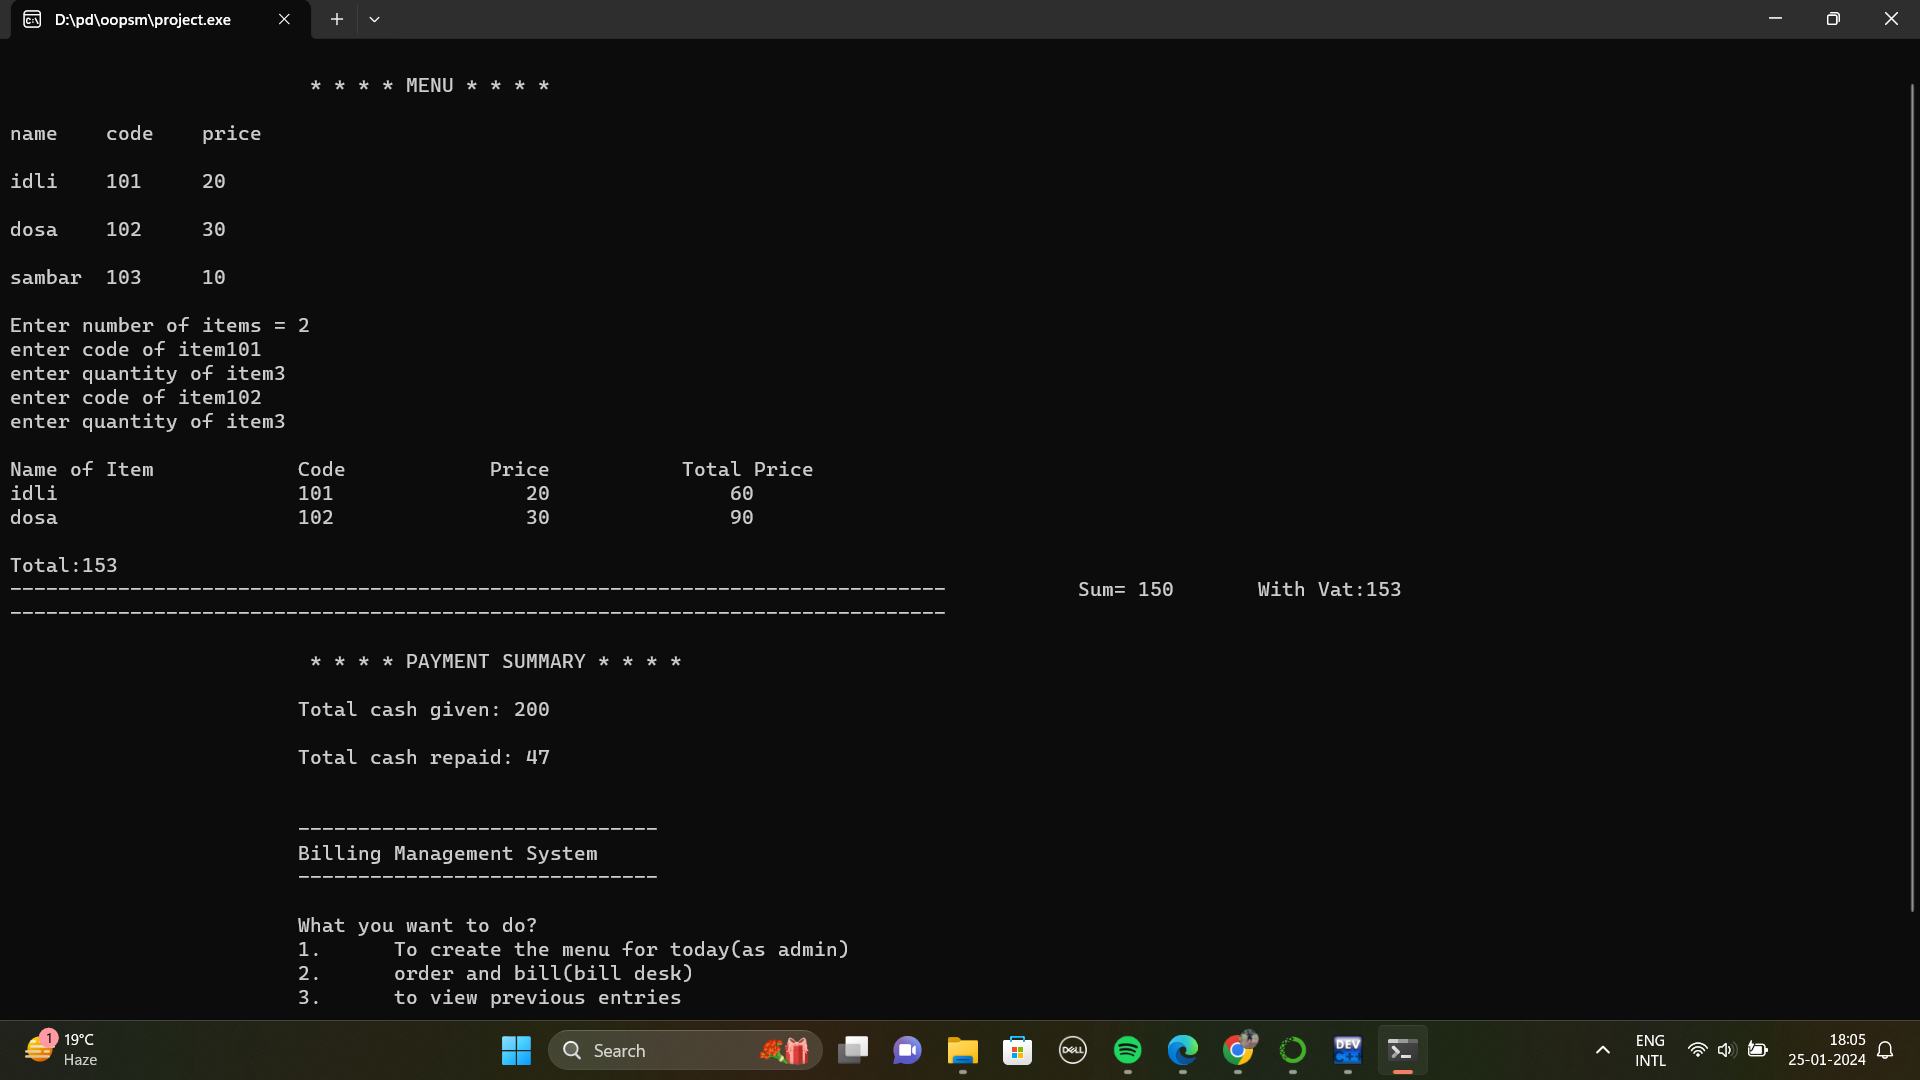 D:\pd\oopsm\project.exe
* * * * MENU * * * *
name code price
idli 101 20
dosa 102 30
sambar 103 10
Enter number of items = 2
enter code of item101
enter quantity of item3
enter code of item102
enter quantity of item3
Name of Item Code Price Total Price
idli 101 20 60
dosa 102 30 90
Total:153
------------------------------------------------------------------------------ Sum= 150 With Vat:153
------------------------------------------------------------------------------
* * * * PAYMENT SUMMARY * * * *
Total cash given: 200
Total cash repaid: 47
------------------------------
Billing Management System
------------------------------
What you want to do?
1. To create the menu for today(as admin)
2. order and bill(bill desk)
3. to view previous entries
1
19°C
Haze
Search
DELL
DEV
C++
ENG
INTL
18:05
25-01-2024